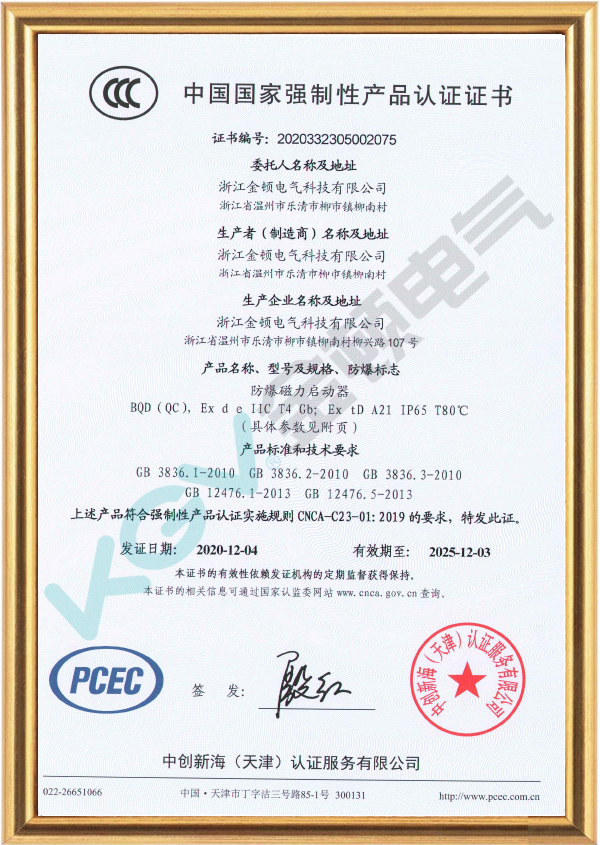 CCC
中国国家强制性产品认证证书
证书编号：2020332305002075
委托人名称及地址
浙江金顿电气科技有限公司
浙江省温州市乐清市柳市镇柳南村
生产者（制造商）名称及地址
浙江金顿电气科技有限公司
浙江省温州市乐清市柳市镇柳南村
生产企业名称及地址
浙江金顿电气科技有限公司
浙江省温州市乐清市柳市镇柳南村柳兴路107号
产品名称、型号及规格、防爆标志
防爆磁力启动器
BQD（QC），Ex d e IIC T4 Gb; Ex tD A21 IP65 T80℃
（具体参数见附页）
产品标准和技术要求
GB 3836.1-2010 GB 3836.2-2010 GB 3836.3-2010
GB 12476.1-2013 GB 12476.5-2013
上述产品符合强制性产品认证实施规则 CNCA-C23-01: 2019 的要求，特发此证。
发证日期： 2020-12-04 有效期至： 2025-12-03
本证书的有效性依赖发证机构的定期监督获得保持。
本证书的相关信息可通过国家认监委网站 www.cnca.gov.cn 查询。
KGV®金顿电气
PCEC
签 发： 殷红
中创新海（天津）认证服务有限公司
中创新海（天津）认证服务有限公司
022-26651066 中国・天津市丁字沽三号路85-1号 300131 http://www.pcec.com.cn